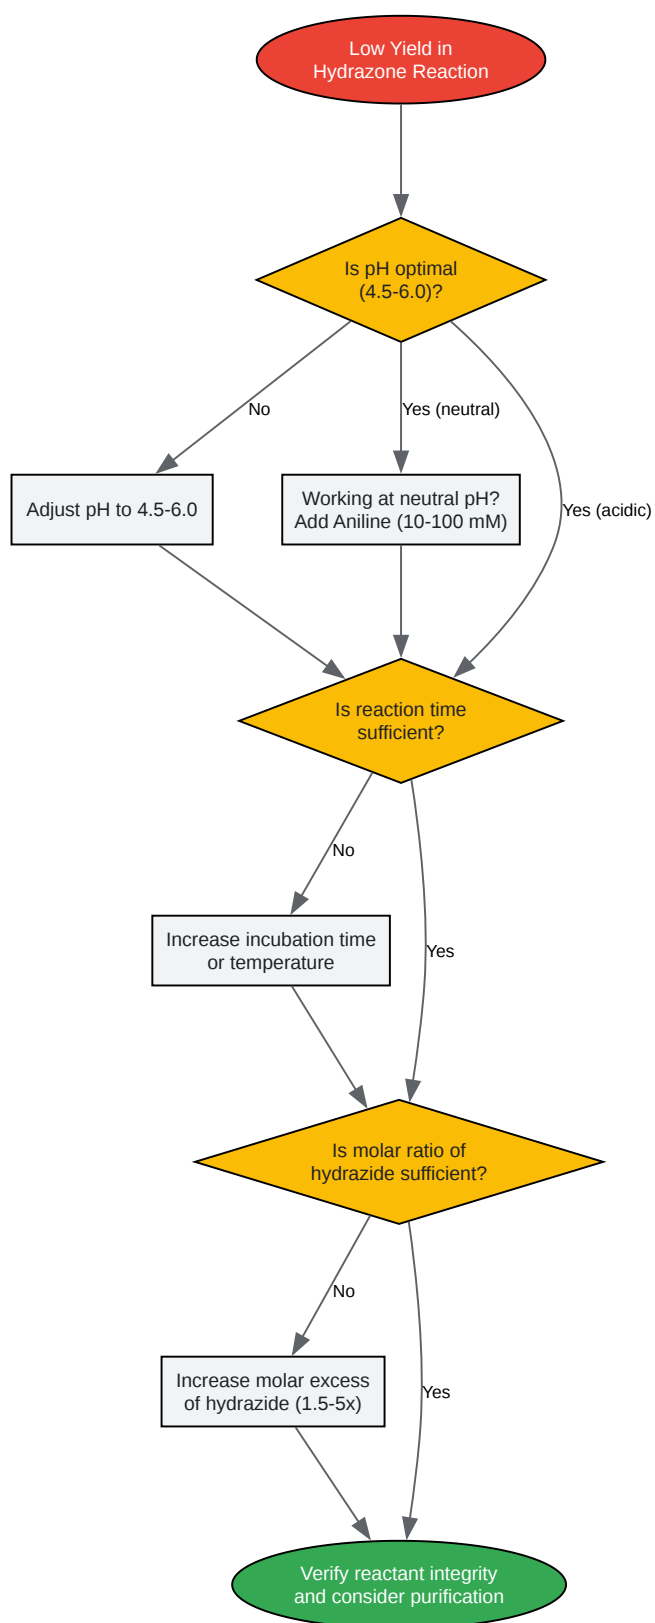 Low Yield in
Hydrazone Reaction
Is pH optimal
(4.5-6.0)?
No
Yes (neutral)
Yes (acidic)
Adjust pH to 4.5-6.0
Working at neutral pH?
Add Aniline (10-100 mM)
Is reaction time
sufficient?
No
Yes
Increase incubation time
or temperature
Is molar ratio of
hydrazide sufficient?
No
Yes
Increase molar excess
of hydrazide (1.5-5x)
Verify reactant integrity
and consider purification